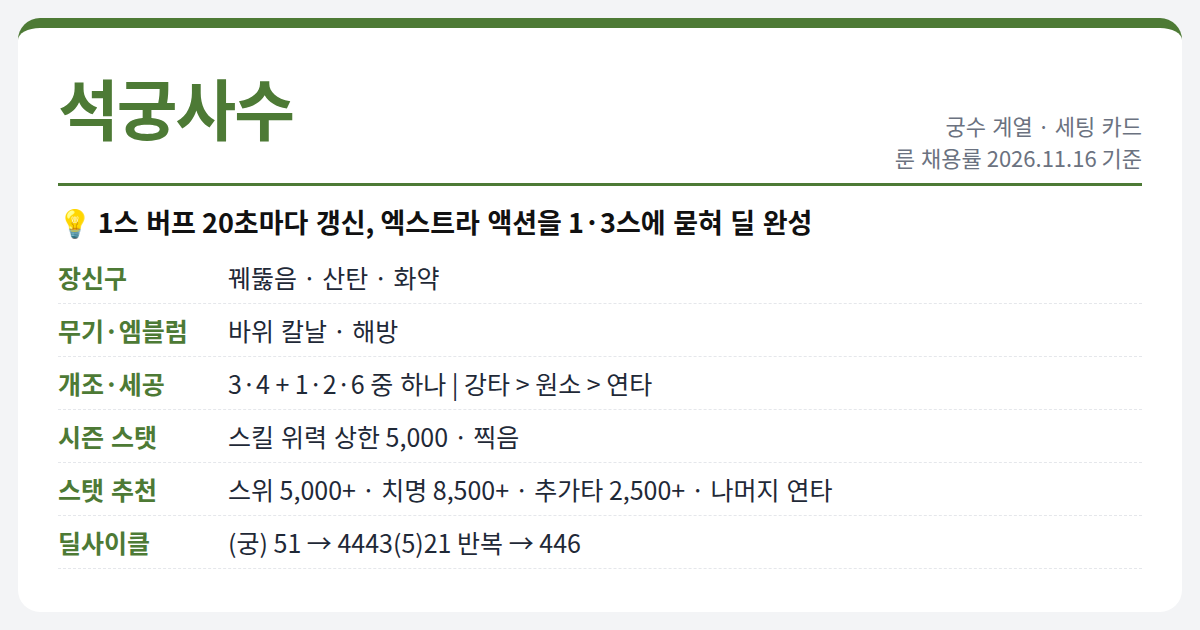 석궁사수
궁수 계열 · 세팅 카드
룬 채용률 2026.11.16 기준
💡 1스 버프 20초마다 갱신, 엑스트라 액션을 1·3스에 묻혀 딜 완성
장신구 꿰뚫음 · 산탄 · 화약
무기·엠블럼 바위 칼날 · 해방
개조·세공 3·4 + 1·2·6 중 하나 | 강타 > 원소 > 연타
시즌 스탯 스킬 위력 상한 5,000 · 찍음
스탯 추천 스위 5,000+ · 치명 8,500+ · 추가타 2,500+ · 나머지 연타
딜사이클 (궁) 51 → 4443(5)21 반복 → 446